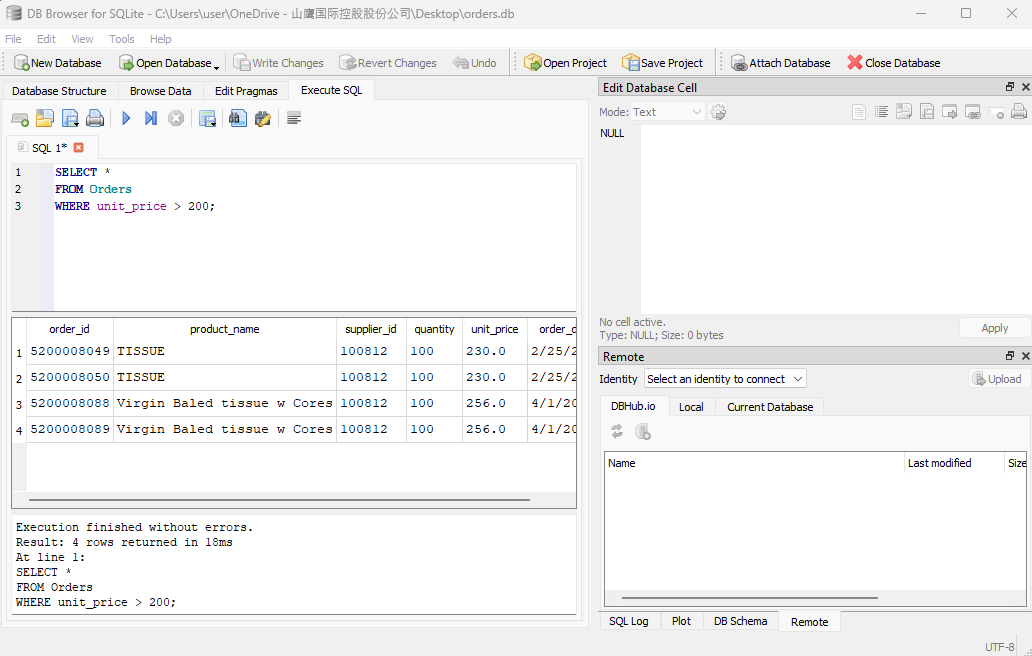 DB Browser for SQLite - C:\Users\user\OneDrive - 山鹰国际控股股份公司\Desktop\orders.db
File Edit View Tools Help
New Database Open Database Write Changes Revert Changes Undo Open Project Save Project Attach Database Close Database
Database Structure Browse Data Edit Pragmas Execute SQL
SQL 1*
1 SELECT *
2 FROM Orders
3 WHERE unit_price > 200;
order_id product_name supplier_id quantity unit_price order_d
1 5200008049 TISSUE 100812 100 230.0 2/25/2
2 5200008050 TISSUE 100812 100 230.0 2/25/2
3 5200008088 Virgin Baled tissue w Cores 100812 100 256.0 4/1/20
4 5200008089 Virgin Baled tissue w Cores 100812 100 256.0 4/1/20
Execution finished without errors.
Result: 4 rows returned in 18ms
At line 1:
SELECT *
FROM Orders
WHERE unit_price > 200;
Edit Database Cell
Mode: Text
NULL
No cell active.
Type: NULL; Size: 0 bytes
Apply
Remote
Identity Select an identity to connect Upload
DBHub.io Local Current Database
Name Last modified Size
SQL Log Plot DB Schema Remote
UTF-8